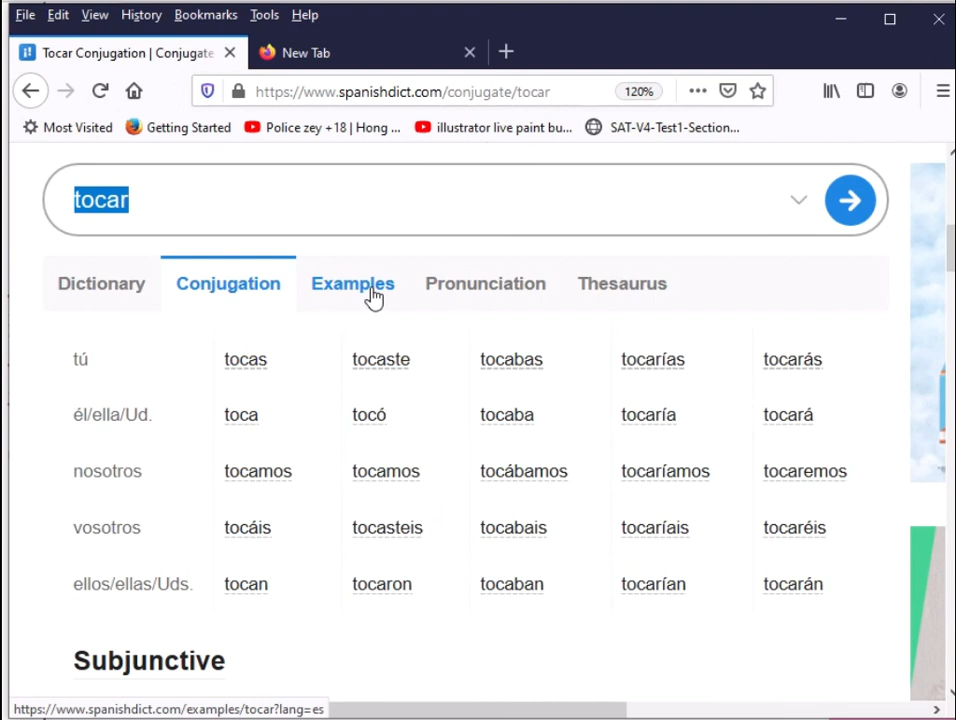 File Edit View History Bookmarks Tools Help
Tocar Conjugation | Conjugate
New Tab
https://www.spanishdict.com/conjugate/tocar 120%
Most Visited Getting Started Police zey +18 | Hong ... illustrator live paint bu... SAT-V4-Test1-Section...
tocar
Dictionary Conjugation Examples Pronunciation Thesaurus
tú tocas tocaste tocabas tocarías tocarás
él/ella/Ud. toca tocó tocaba tocaría tocará
nosotros tocamos tocamos tocábamos tocaríamos tocaremos
vosotros tocáis tocasteis tocabais tocaríais tocaréis
ellos/ellas/Uds. tocan tocaron tocaban tocarían tocarán
Subjunctive
https://www.spanishdict.com/examples/tocar?lang=es